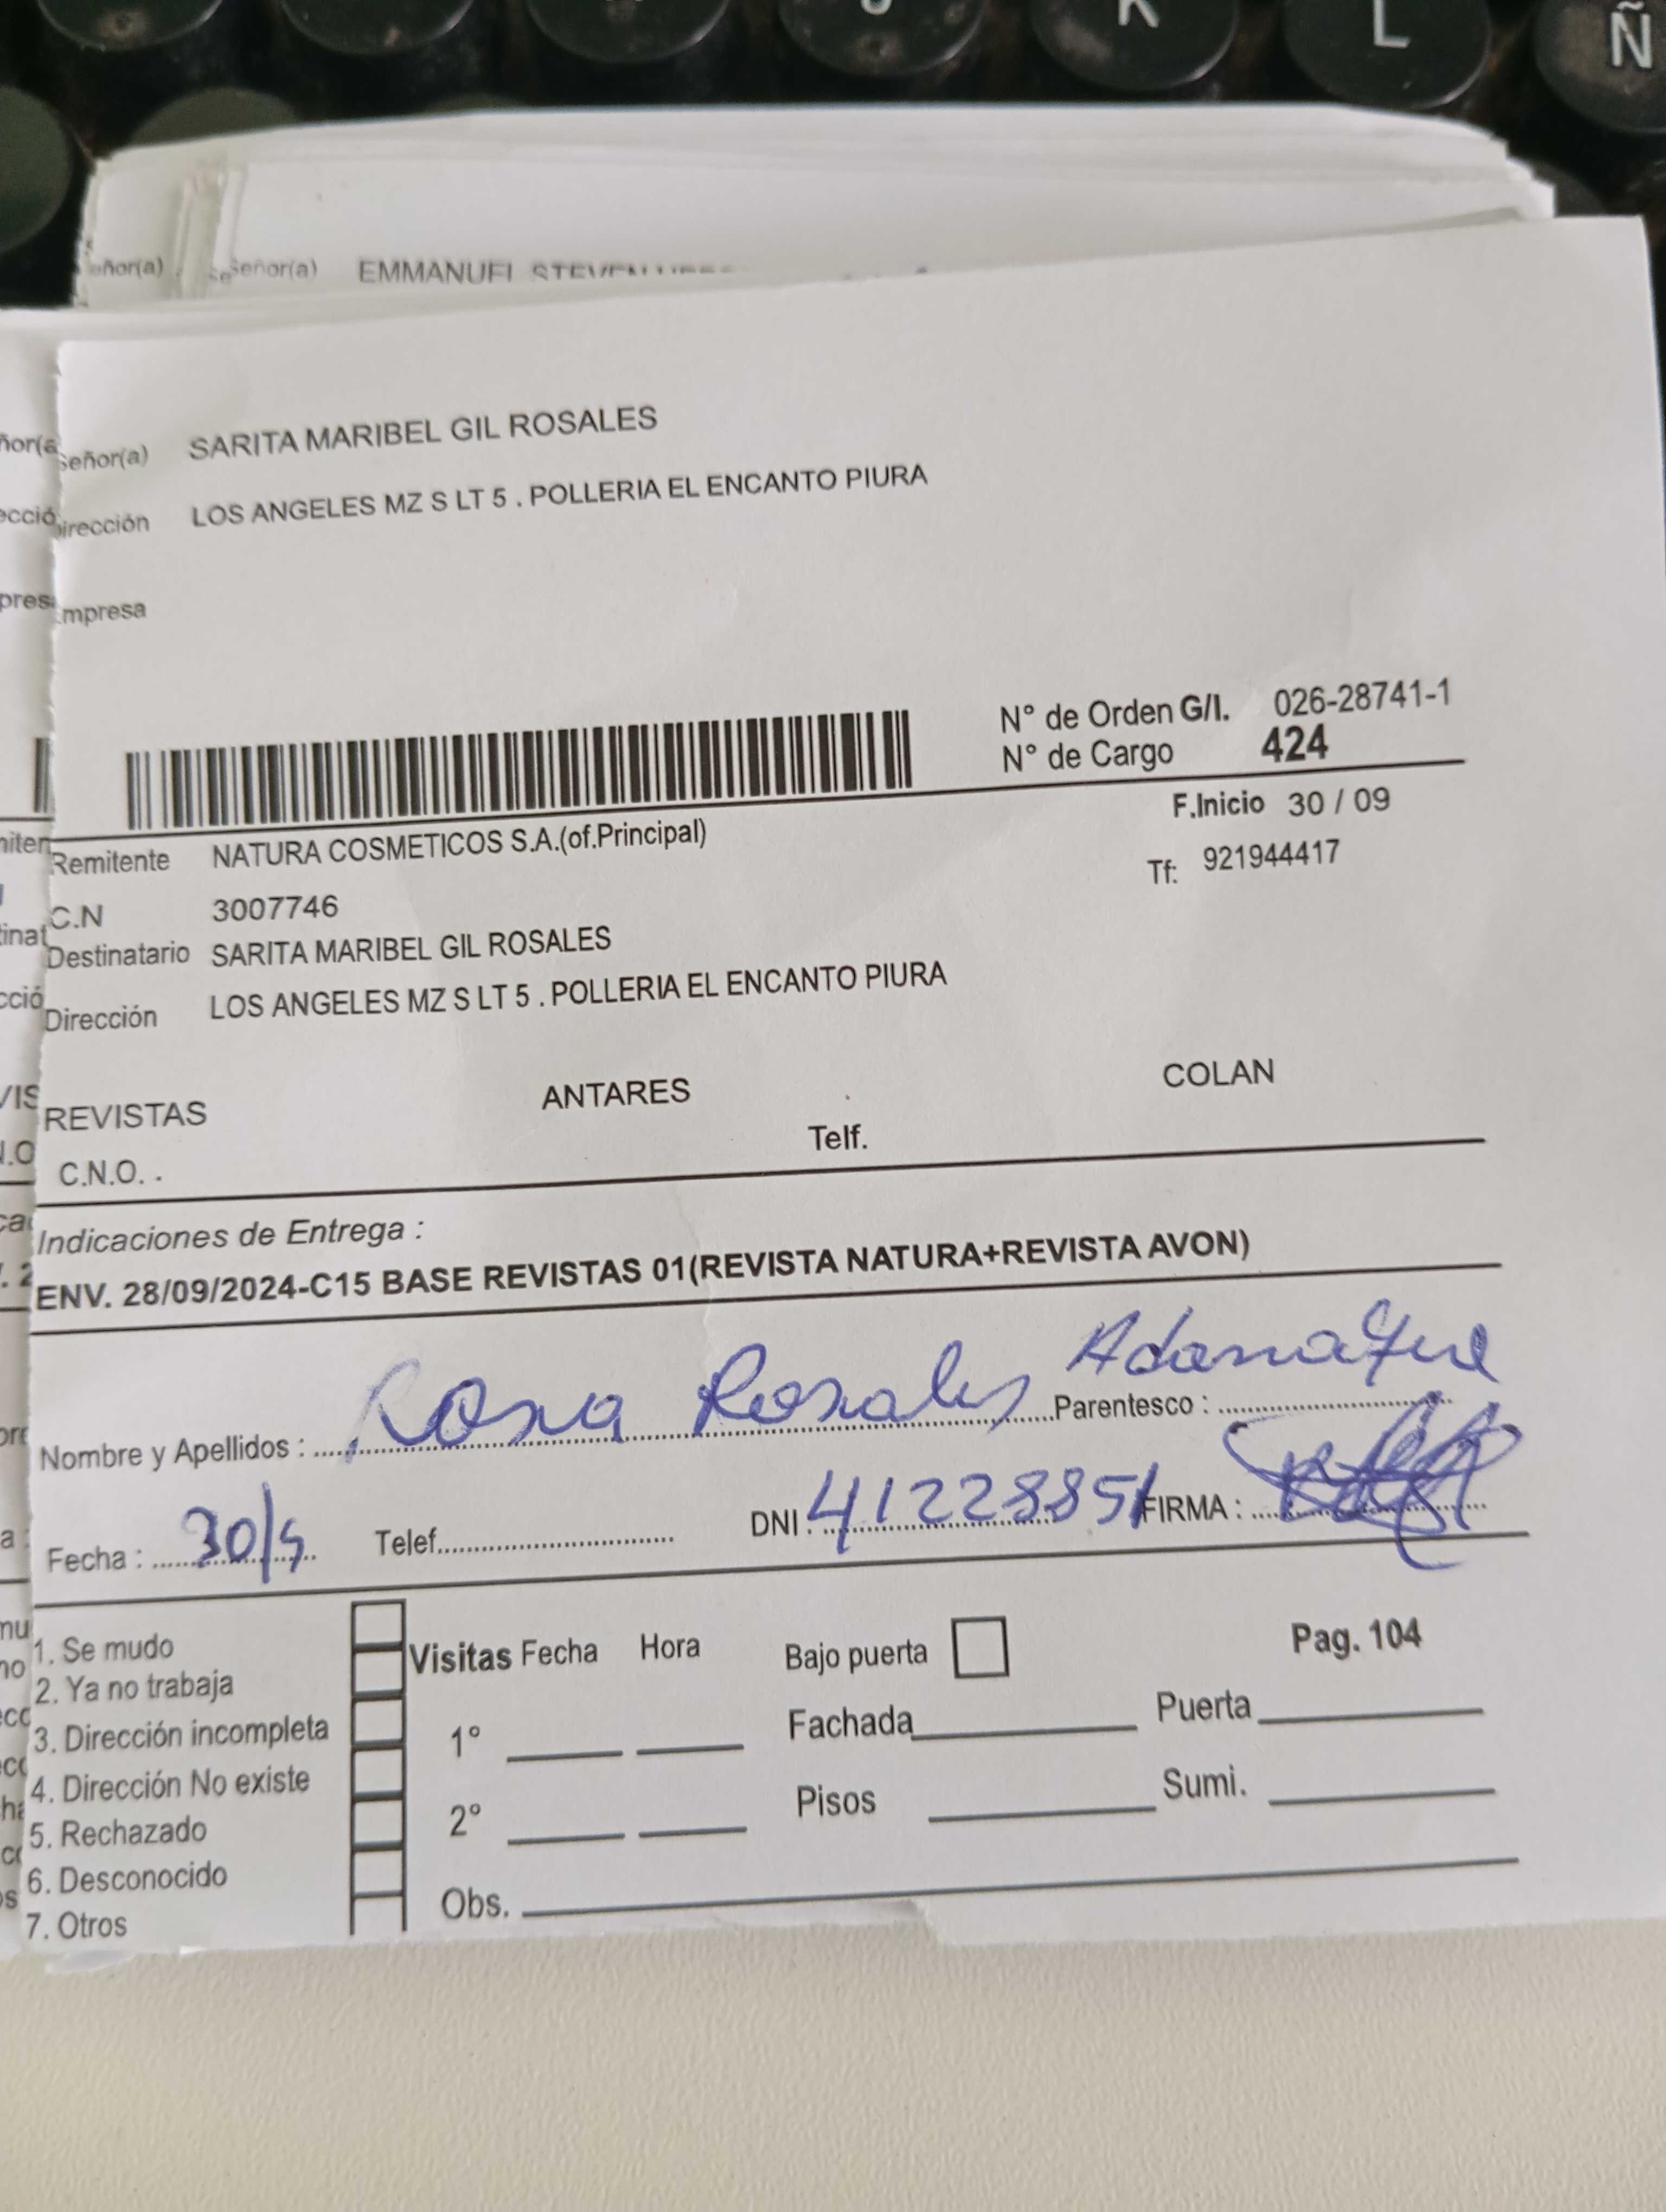 K L Ñ
eñor(a) Señor(a) EMMANUEL STEVEN
ñor(a Señor(a) SARITA MARIBEL GIL ROSALES
ecció Dirección LOS ANGELES MZ S LT 5 . POLLERIA EL ENCANTO PIURA
pres Empresa
N° de Orden G/I. 026-28741-1
N° de Cargo 424
F.Inicio 30 / 09
Remitente NATURA COSMETICOS S.A.(of.Principal)
Tf: 921944417
C.N 3007746
Destinatario SARITA MARIBEL GIL ROSALES
Dirección LOS ANGELES MZ S LT 5 . POLLERIA EL ENCANTO PIURA
REVISTAS ANTARES COLAN
C.N.O. . Telf.
Indicaciones de Entrega :
ENV. 28/09/2024-C15 BASE REVISTAS 01(REVISTA NATURA+REVISTA AVON)
Nombre y Apellidos : Rosa Rosales Adanaque Parentesco :
Fecha : 30/9 Telef. DNI : 41228851 FIRMA :
1. Se mudo
2. Ya no trabaja
3. Dirección incompleta
4. Dirección No existe
5. Rechazado
6. Desconocido
7. Otros
Visitas Fecha Hora Bajo puerta Pag. 104
1° Fachada Puerta
2° Pisos Sumi.
Obs.